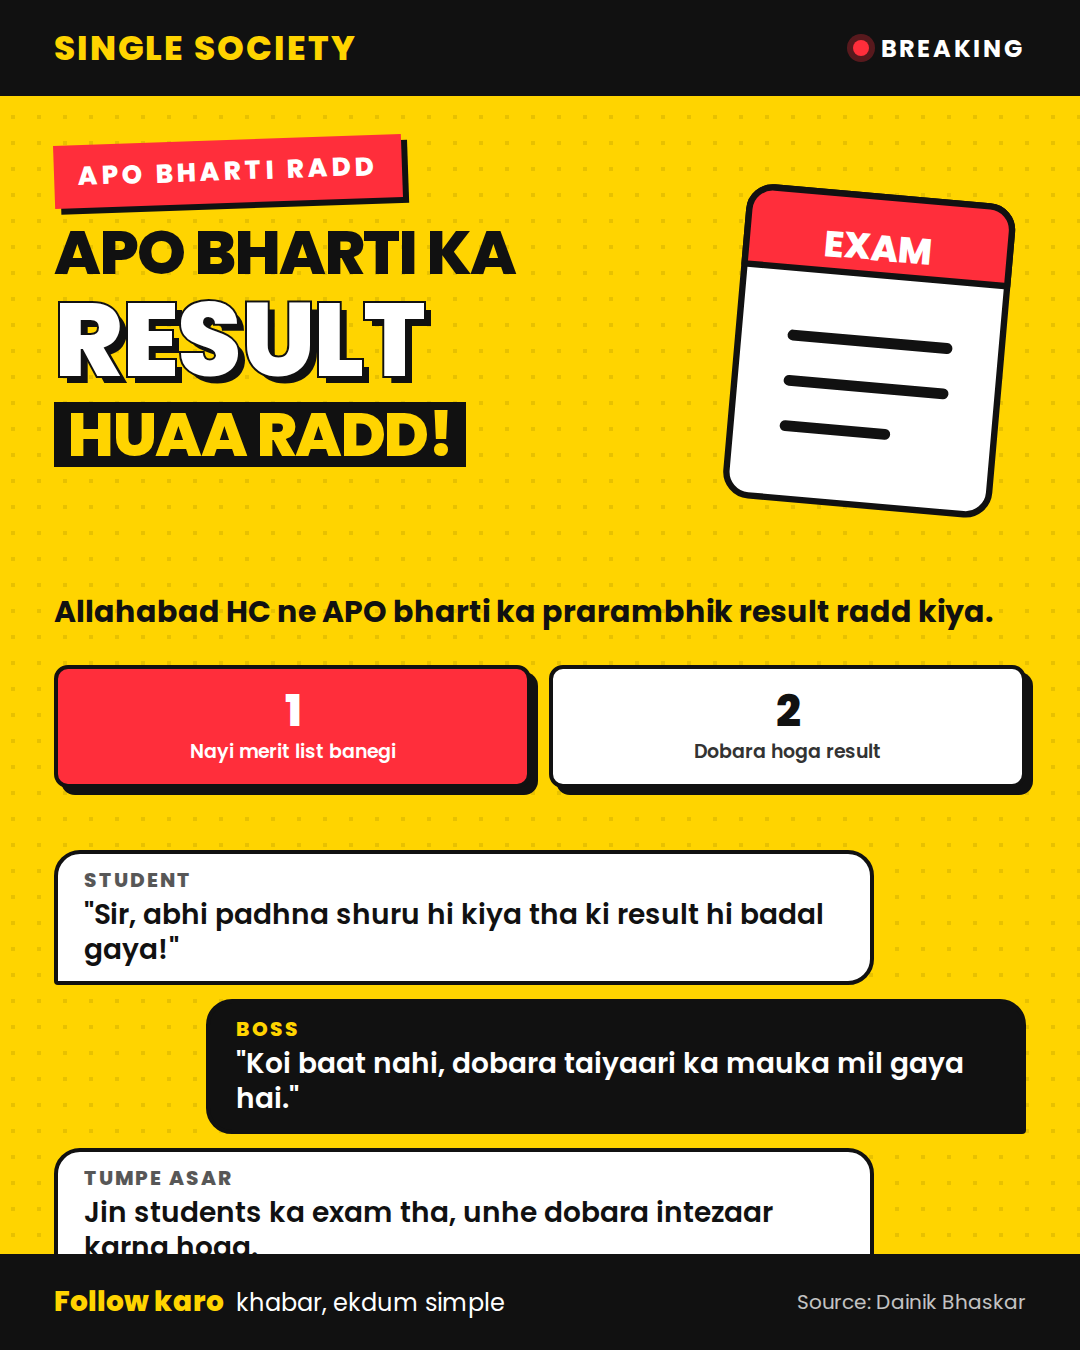 SINGLE SOCIETY
BREAKING
APO BHARTI RADD
APO BHARTI KA
RESULT
HUAA RADD!
EXAM
Allahabad HC ne APO bharti ka prarambhik result radd kiya.
1
Nayi merit list banegi
2
Dobara hoga result
STUDENT
"Sir, abhi padhna shuru hi kiya tha ki result hi badal
gaya!"
BOSS
"Koi baat nahi, dobara taiyaari ka mauka mil gaya
hai."
TUMPE ASAR
Jin students ka exam tha, unhe dobara intezaar
karna hoga.
Follow karo khabar, ekdum simple
Source: Dainik Bhaskar